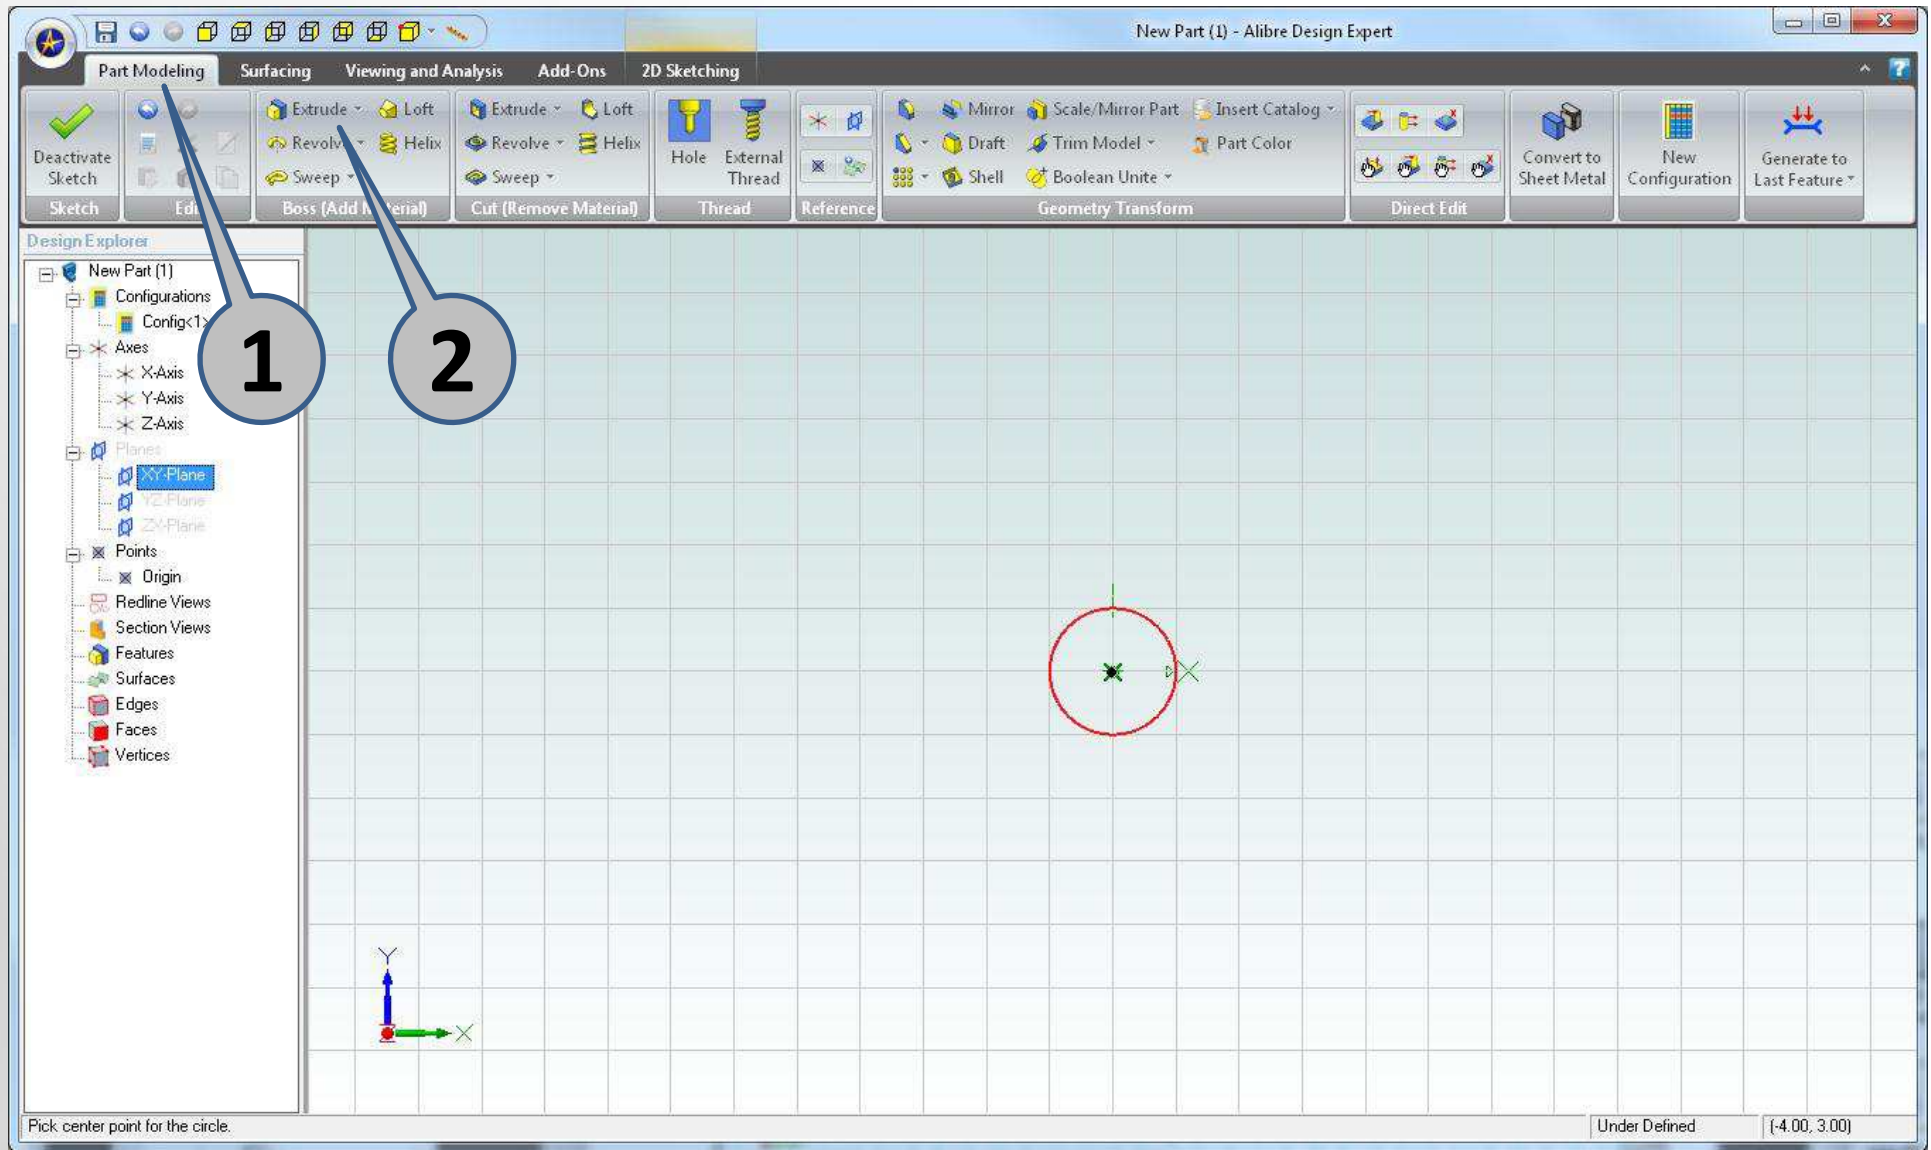 New Part (1) - Alibre Design Expert
Part Modeling Surfacing Viewing and Analysis Add-Ons 2D Sketching
Extrude Loft Extrude Loft Mirror Scale/Mirror Part Insert Catalog
Revolve Helix Revolve Helix Draft Trim Model Part Color
Sweep Sweep Shell Boolean Unite
Deactivate
Sketch
Hole External
Thread
Convert to
Sheet Metal
New
Configuration
Generate to
Last Feature
Sketch Boss (Add Material) Cut (Remove Material) Thread Reference Geometry Transform Direct Edit
Design Explorer
New Part (1)
Configurations
Config<1>
Axes
X-Axis
Y-Axis
Z-Axis
Planes
XY-Plane
YZ-Plane
ZX-Plane
Points
Origin
Redline Views
Section Views
Features
Surfaces
Edges
Faces
Vertices
1
2
X
Y
X
Z
Pick center point for the circle.
Under Defined
(-4.00, 3.00)